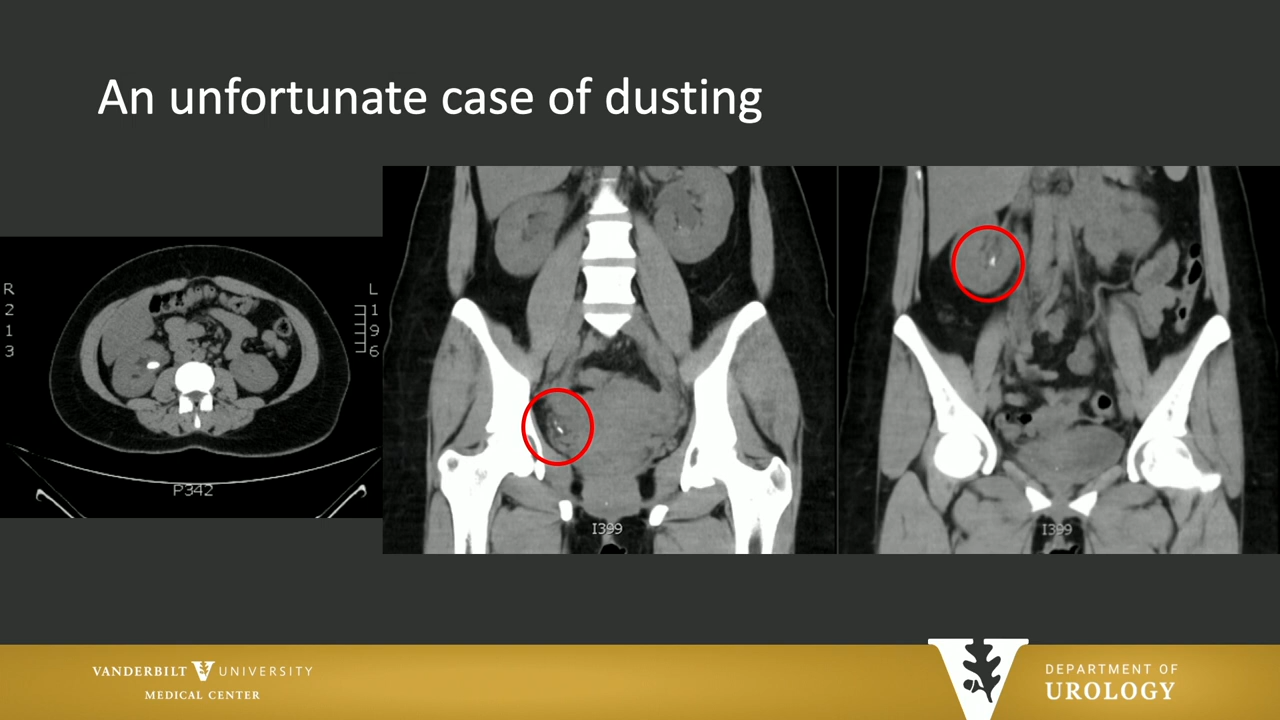 An unfortunate case of dusting
R
2
1
3
L
1
9
6
P342
I399
I399
VANDERBILT V UNIVERSITY
MEDICAL CENTER
DEPARTMENT OF
UROLOGY